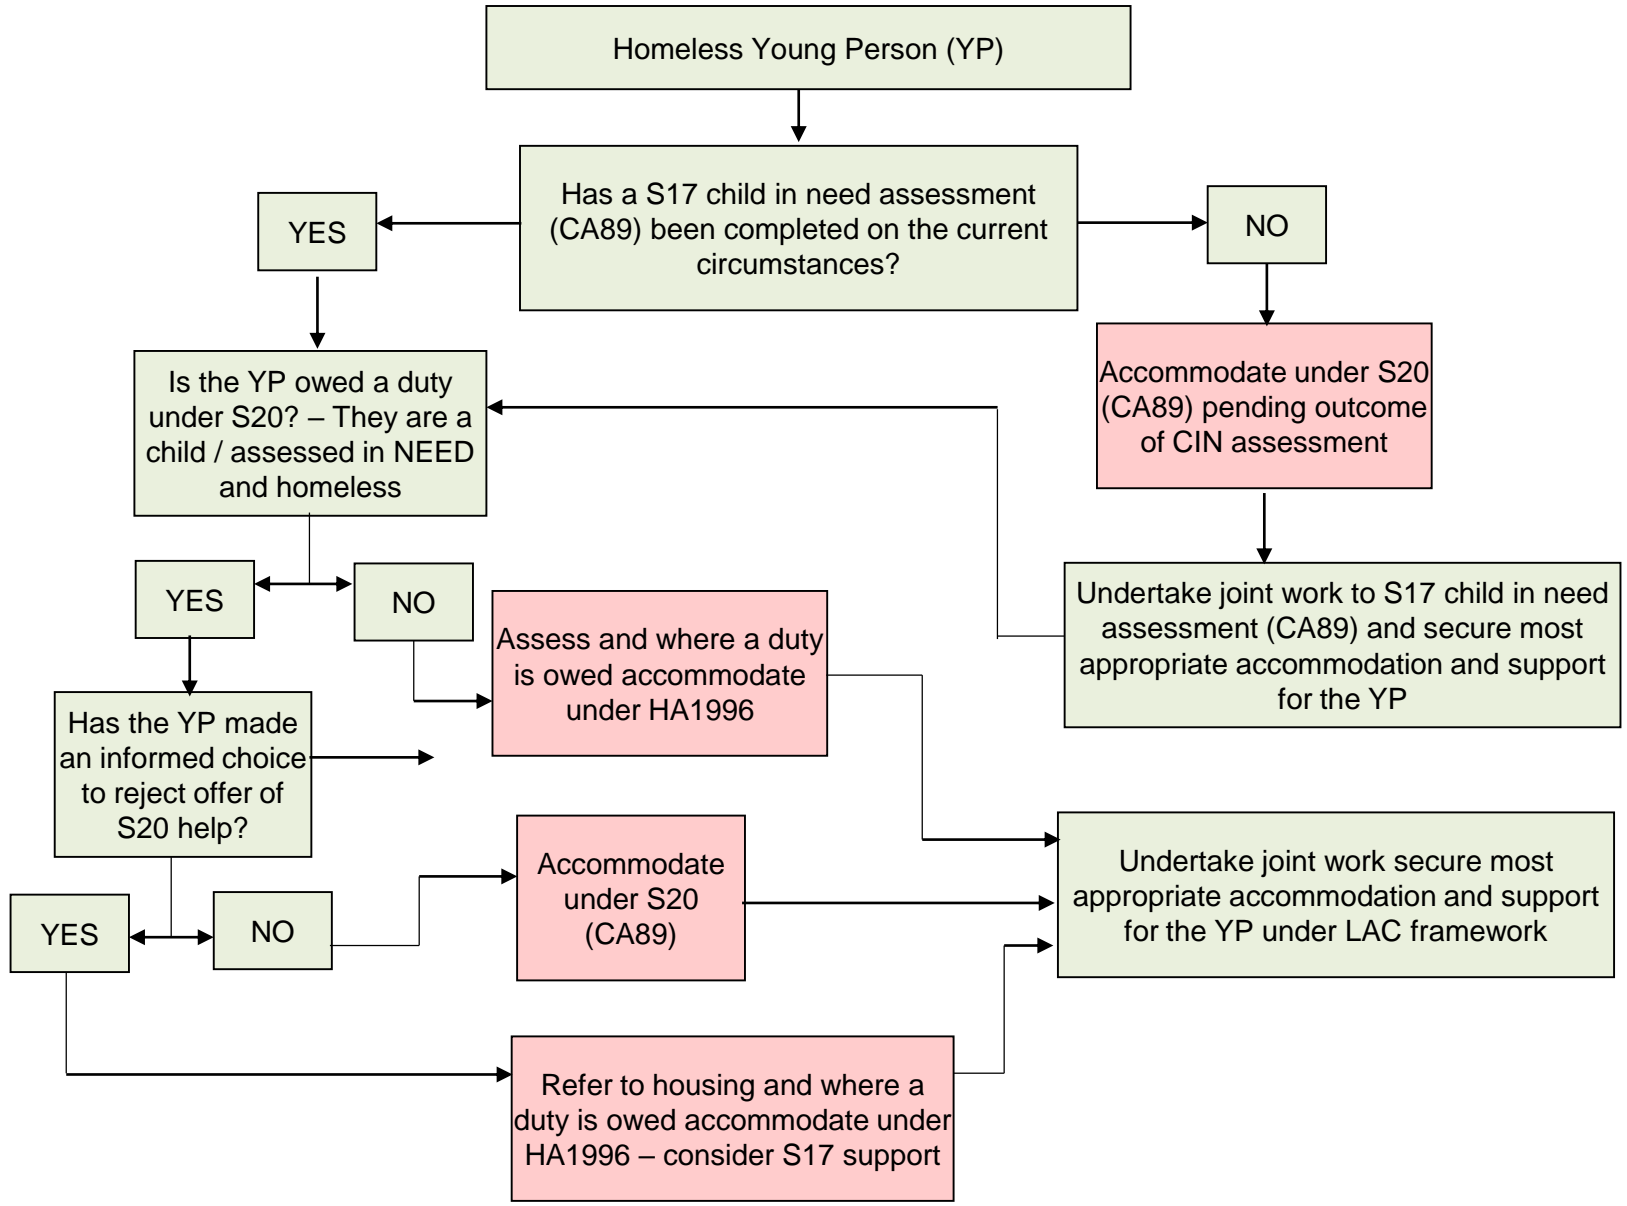 Homeless Young Person (YP)
Has a S17 child in need assessment
(CA89) been completed on the current
circumstances?
YES
NO
Is the YP owed a duty
under S20? – They are a
child / assessed in NEED
and homeless
Accommodate under S20
(CA89) pending outcome
of CIN assessment
YES
NO
Undertake joint work to S17 child in need
assessment (CA89) and secure most
appropriate accommodation and support
for the YP
Assess and where a duty
is owed accommodate
under HA1996
Has the YP made
an informed choice
to reject offer of
S20 help?
YES
NO
Accommodate
under S20
(CA89)
Undertake joint work secure most
appropriate accommodation and support
for the YP under LAC framework
Refer to housing and where a
duty is owed accommodate under
HA1996 – consider S17 support